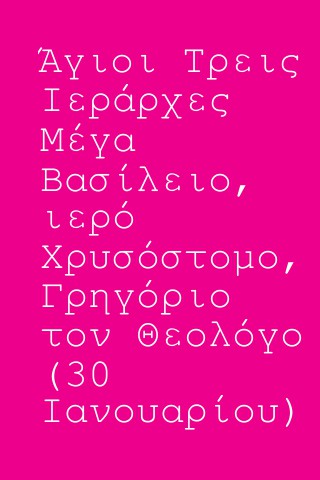 Άγιοι Τρεις
Ιεράρχες
Μέγα
Βασίλειο,
ιερό
Χρυσόστομο,
Γρηγόριο
τον Θεολόγο
(30
Ιανουαρίου)